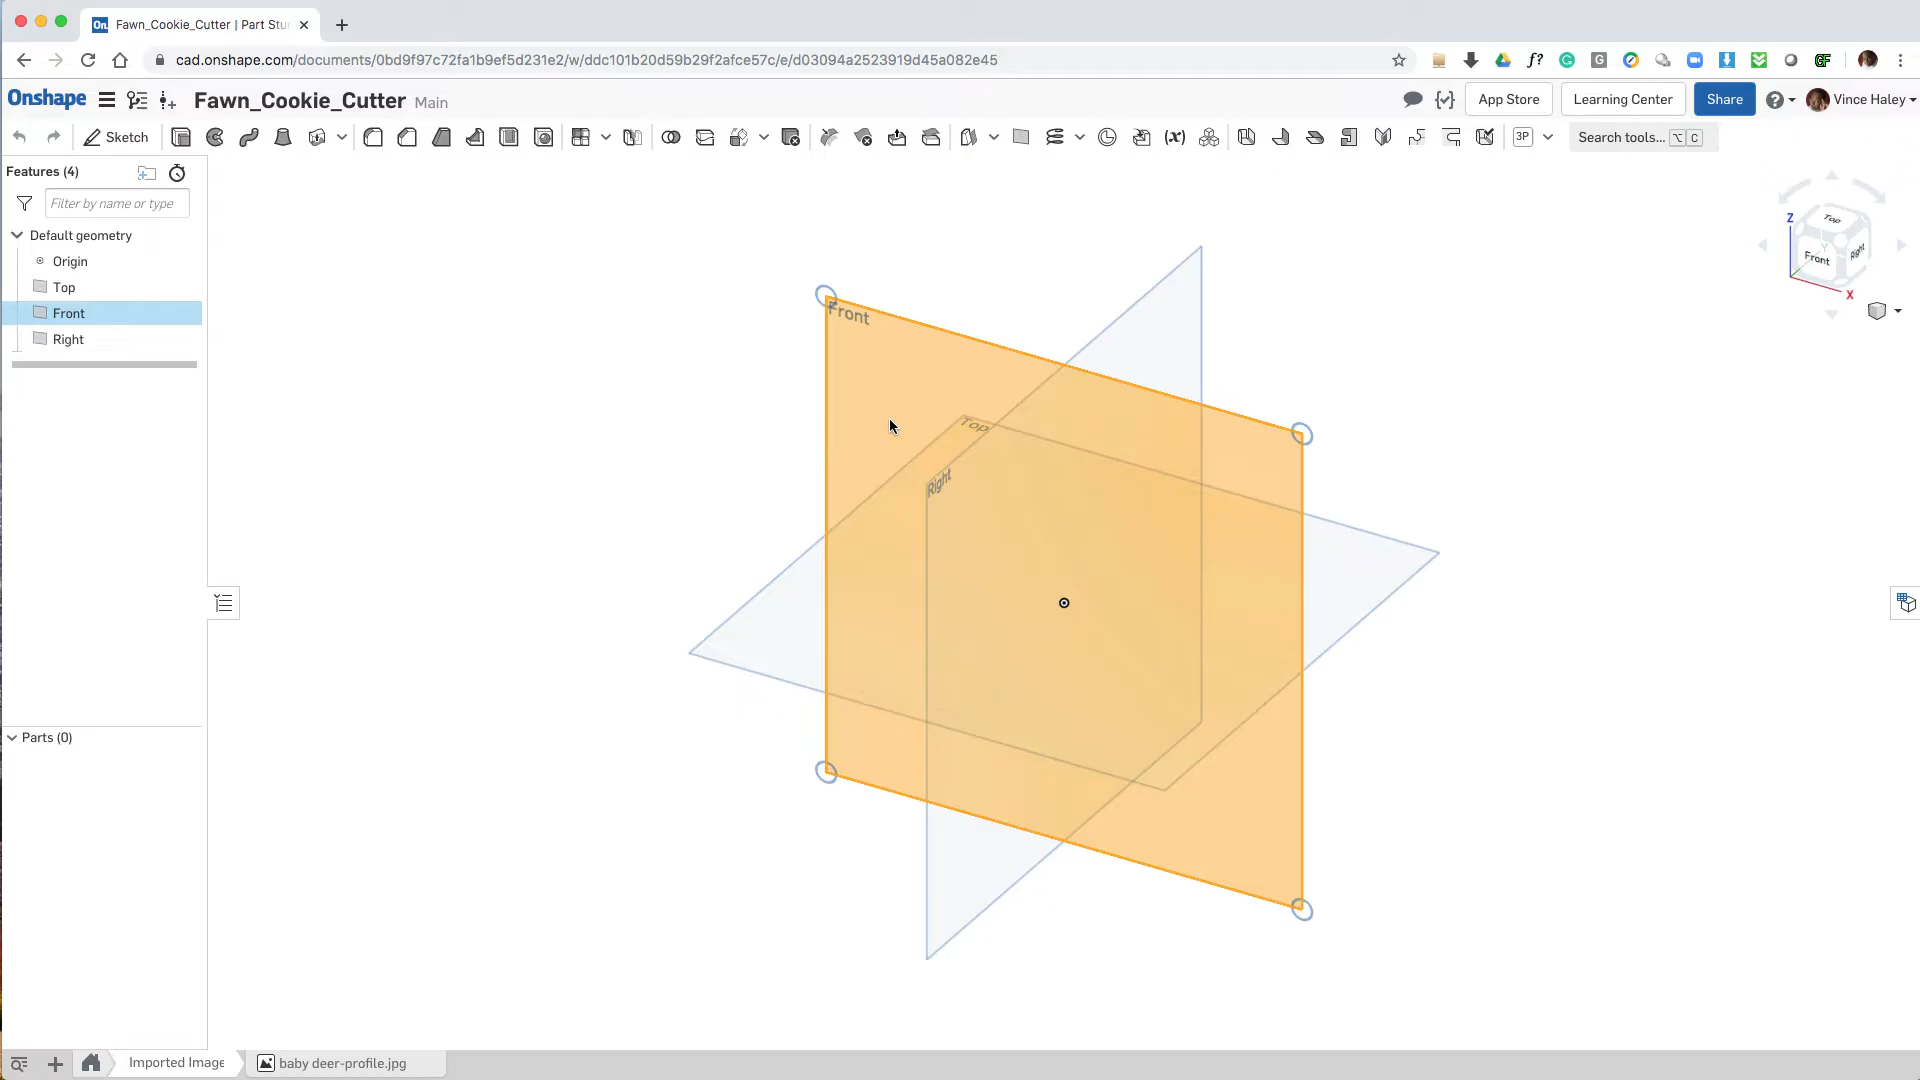 Fawn_Cookie_Cutter | Part Stu
cad.onshape.com/documents/0bd9f97c72fa1b9ef5d231e2/w/ddc101b20d59b29f2afce57c/e/d03094a2523919d45a082e45
Onshape Fawn_Cookie_Cutter Main App Store Learning Center Share Vince Haley
Sketch Search tools... ⌥ C
Features (4)
Filter by name or type
Default geometry
Origin
Top
Front
Right
Parts (0)
Front
Top
Right
Z
Top
Front
Right
Y
X
Imported Image baby deer-profile.jpg